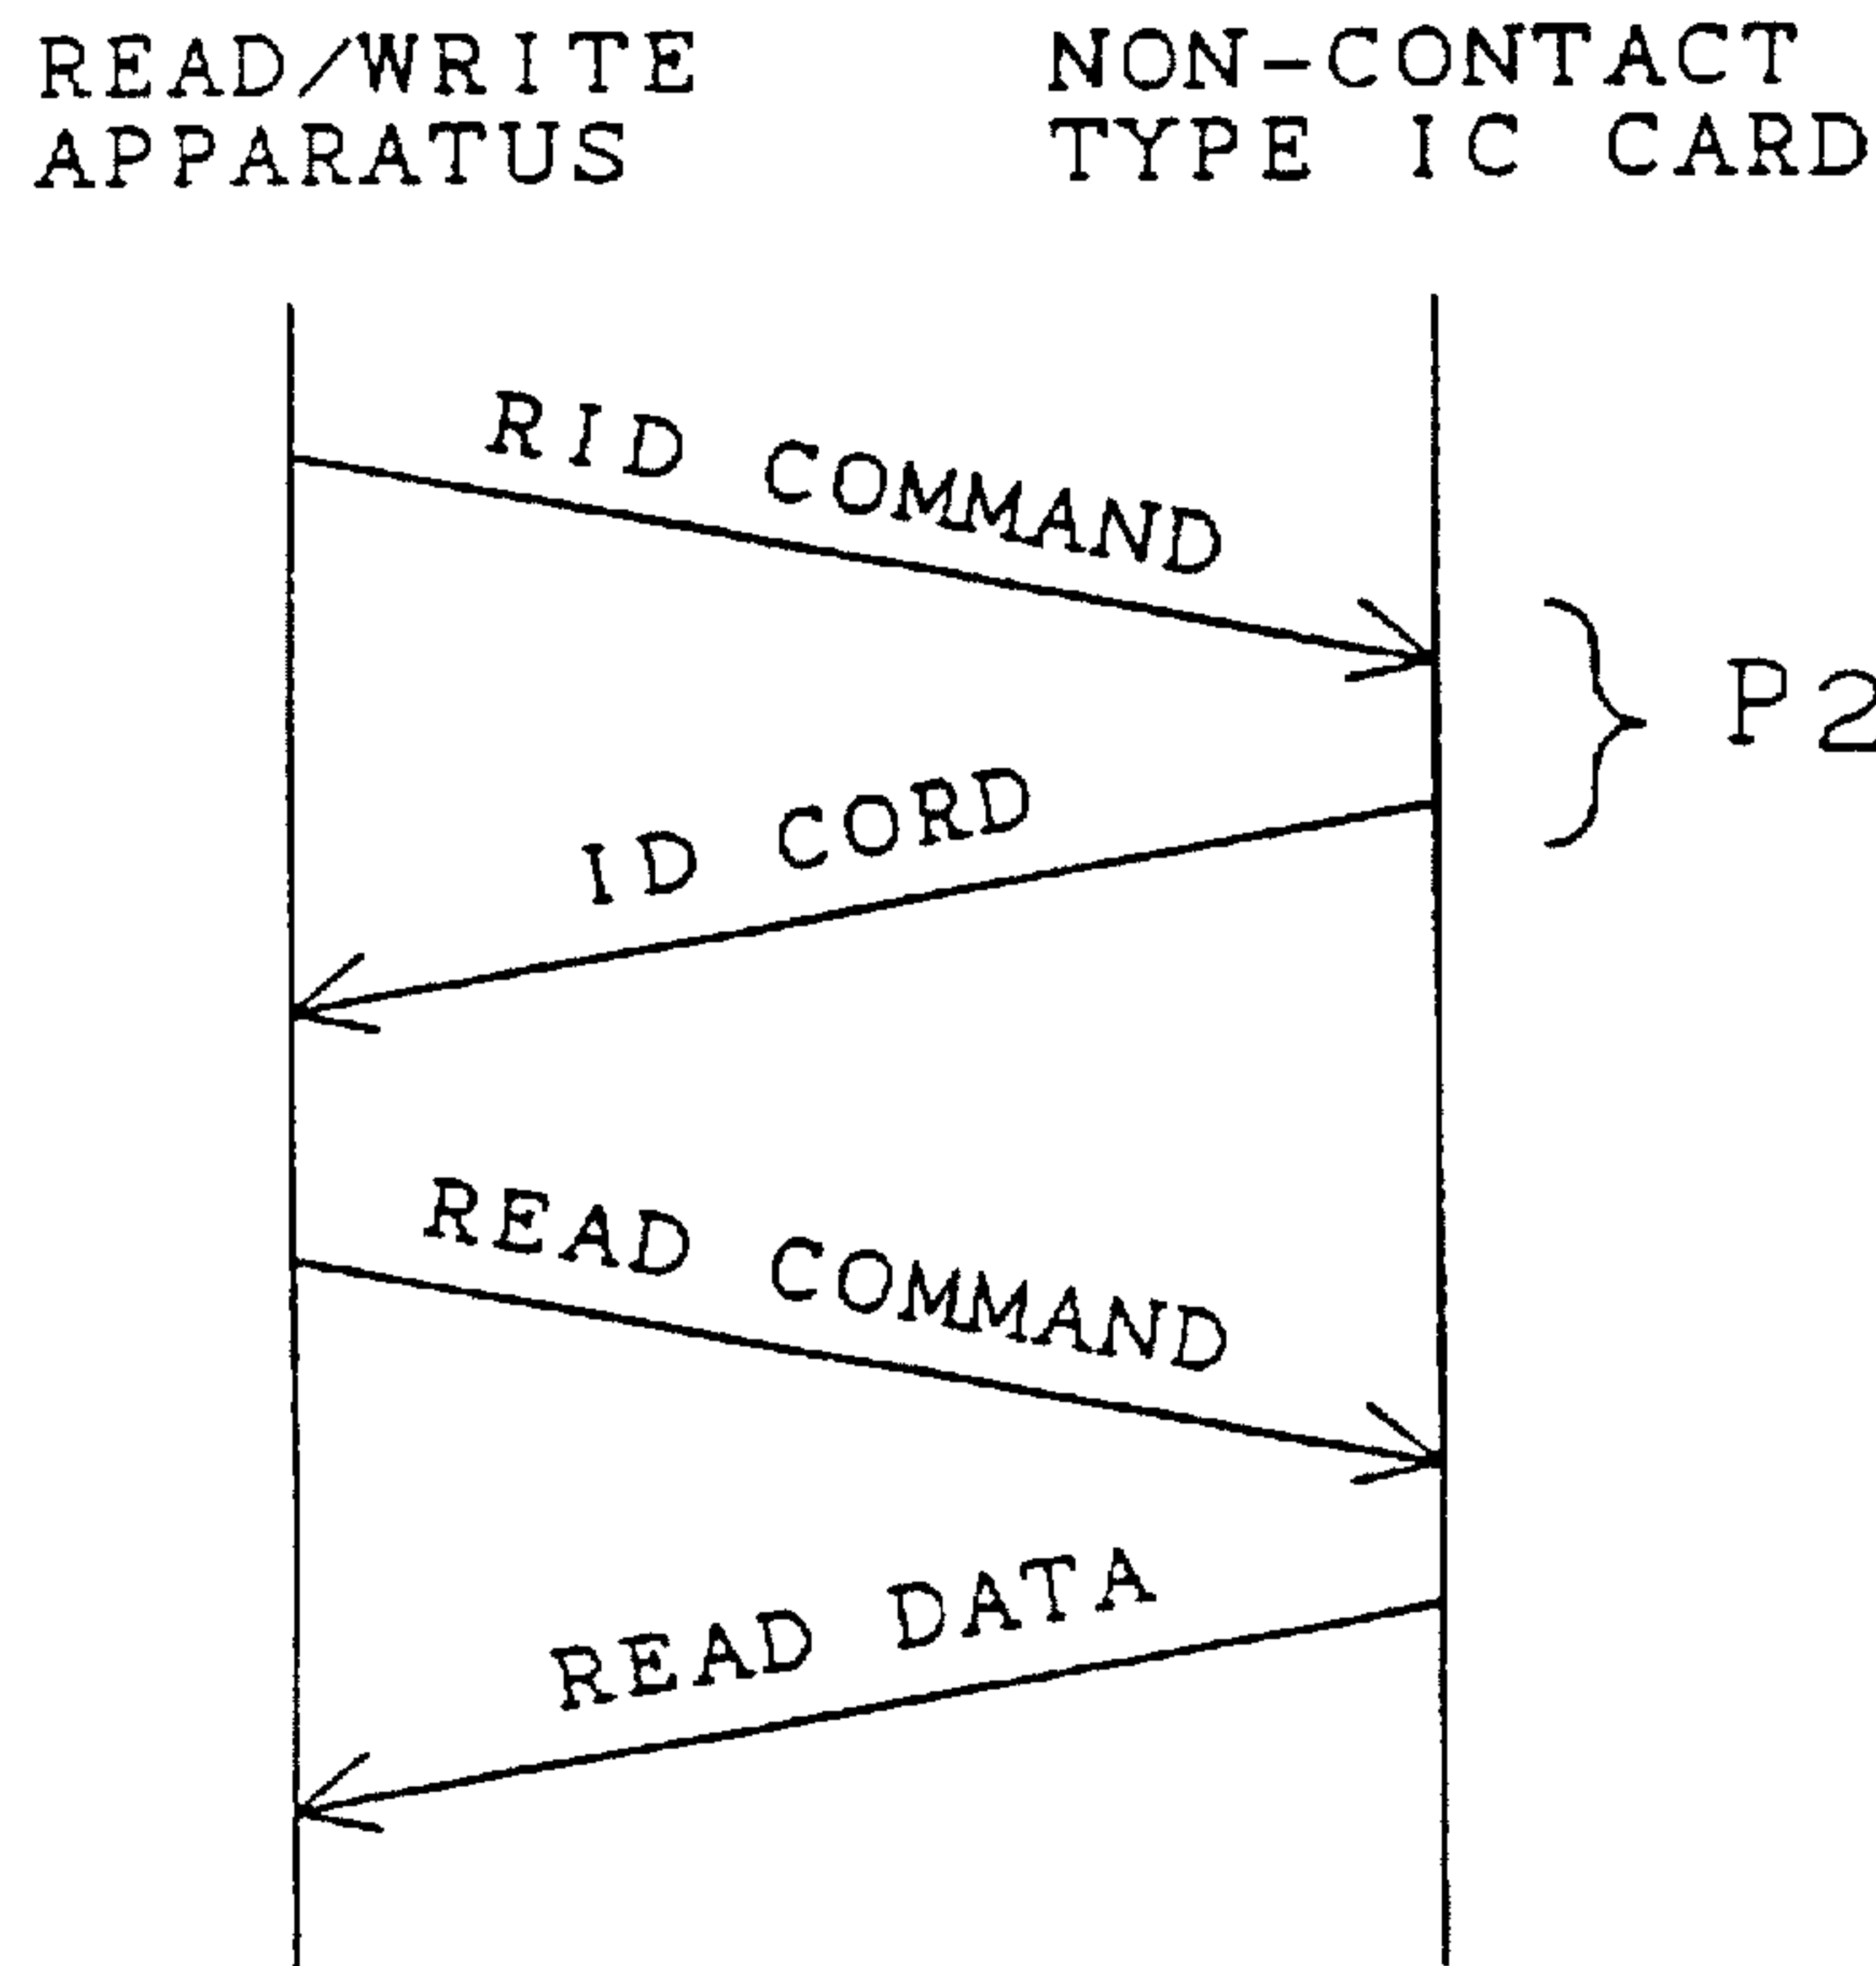 READ/WRITE
APPARATUS
NON-CONTACT
TYPE IC CARD
RID COMMAND
P2
ID CORD
READ COMMAND
READ DATA